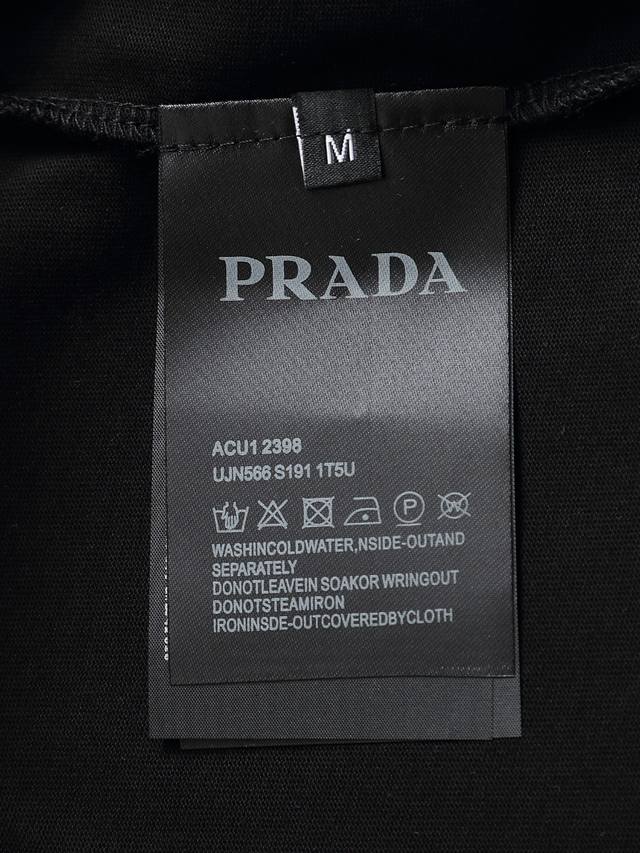 M
PRADA
ACU1 2398
UJN566 S191 1T5U
WASHINCOLDWATER,NSIDE-OUTAND
SEPARATELY
DONOTLEAVEIN SOAKOR WRINGOUT
DONOTSTEAMIRON
IRONINSDE-OUTCOVEREDBYCLOTH